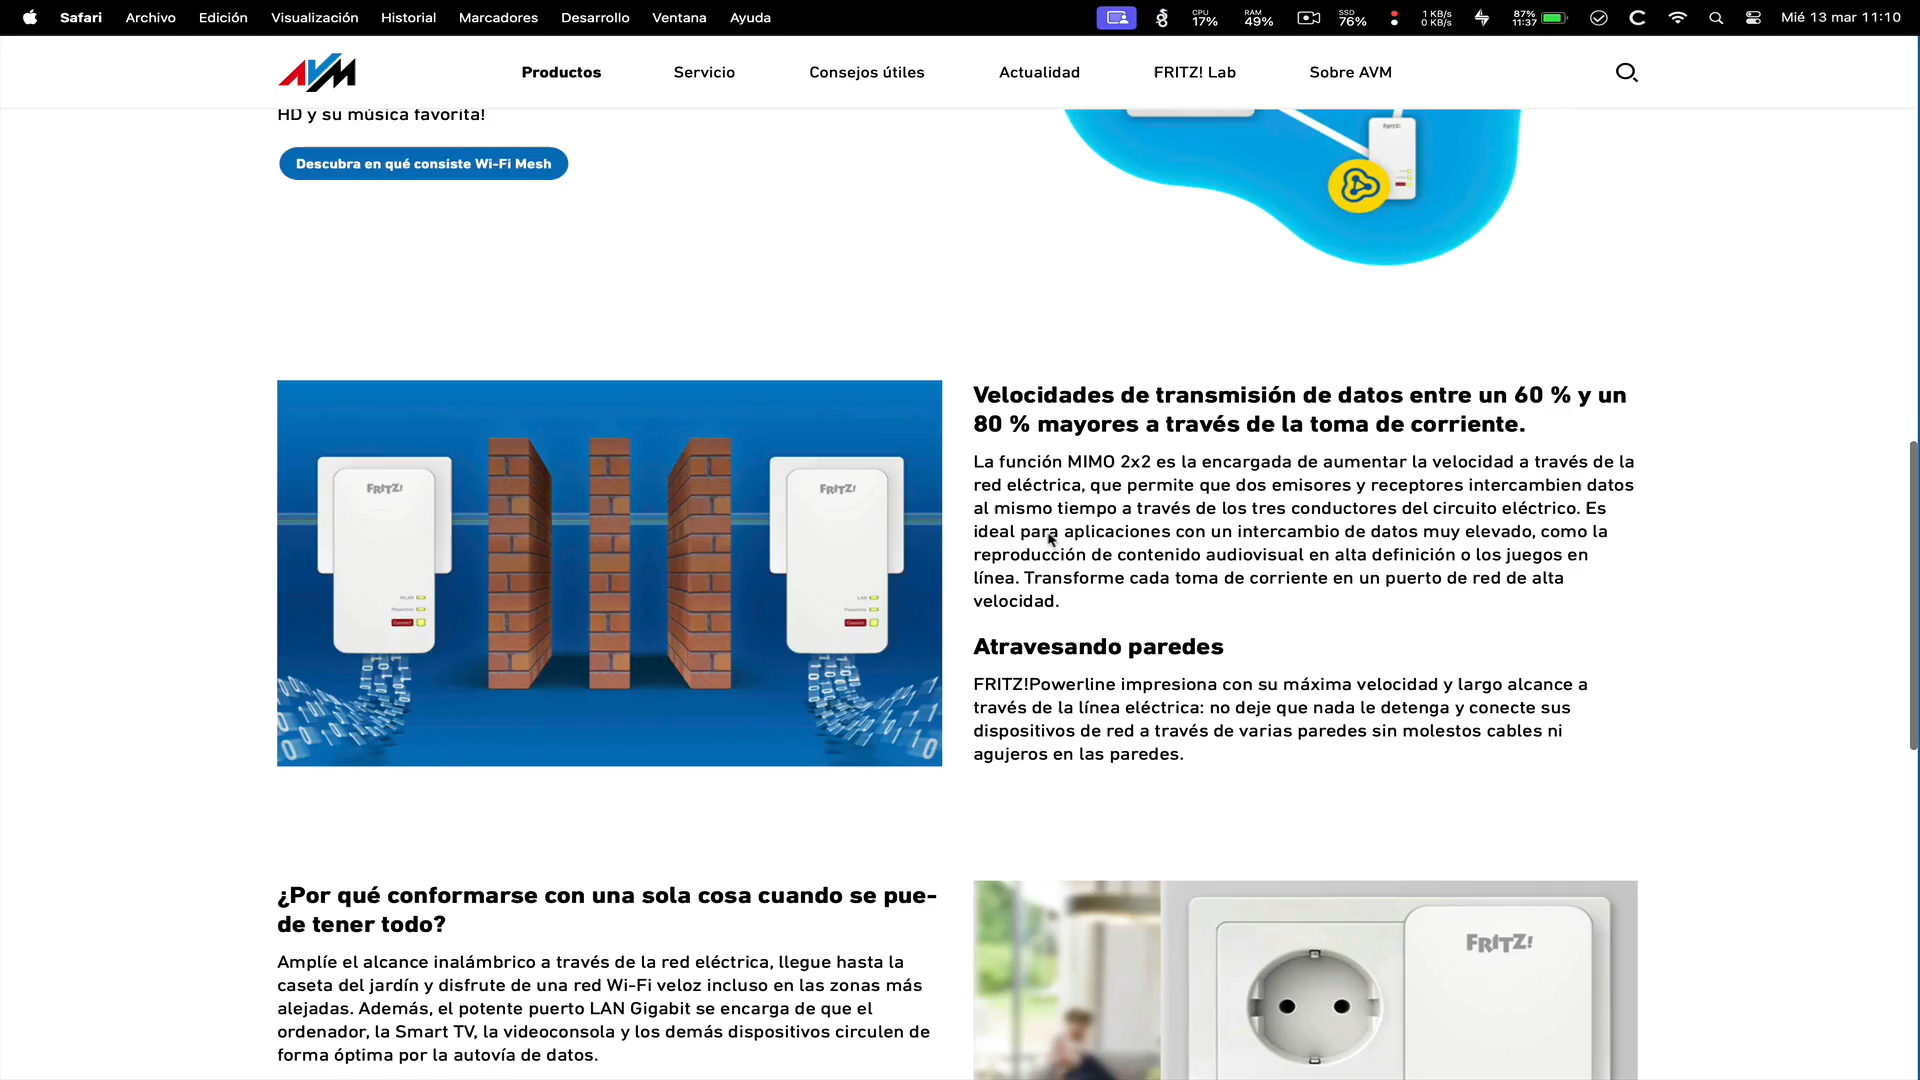 Safari Archivo Edición Visualización Historial Marcadores Desarrollo Ventana Ayuda
CPU 17% RAM 49% SSD 76% 1 KB/s 0 KB/s 87% 11:37 Mié 13 mar 11:10
AVM Productos Servicio Consejos útiles Actualidad FRITZ! Lab Sobre AVM
HD y su música favorita!
Descubra en qué consiste Wi-Fi Mesh
FRITZ!
WLAN
Powerline
Connect
FRITZ!
LAN
Powerline
Connect
Velocidades de transmisión de datos entre un 60 % y un
80 % mayores a través de la toma de corriente.
La función MIMO 2x2 es la encargada de aumentar la velocidad a través de la
red eléctrica, que permite que dos emisores y receptores intercambien datos
al mismo tiempo a través de los tres conductores del circuito eléctrico. Es
ideal para aplicaciones con un intercambio de datos muy elevado, como la
reproducción de contenido audiovisual en alta definición o los juegos en
línea. Transforme cada toma de corriente en un puerto de red de alta
velocidad.
Atravesando paredes
FRITZ!Powerline impresiona con su máxima velocidad y largo alcance a
través de la línea eléctrica: no deje que nada le detenga y conecte sus
dispositivos de red a través de varias paredes sin molestos cables ni
agujeros en las paredes.
¿Por qué conformarse con una sola cosa cuando se pue-
de tener todo?
Amplíe el alcance inalámbrico a través de la red eléctrica, llegue hasta la
caseta del jardín y disfrute de una red Wi-Fi veloz incluso en las zonas más
alejadas. Además, el potente puerto LAN Gigabit se encarga de que el
ordenador, la Smart TV, la videoconsola y los demás dispositivos circulen de
forma óptima por la autovía de datos.
FRITZ!